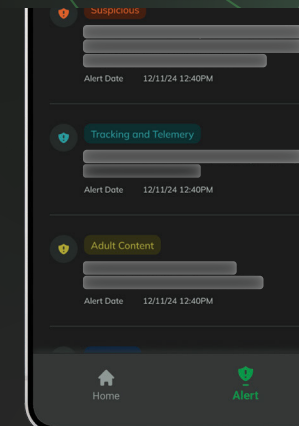 Suspicious
Alert Date 12/11/24 12:40PM
Tracking and Telemery
Alert Date 12/11/24 12:40PM
Adult Content
Alert Date 12/11/24 12:40PM
Home
Alert